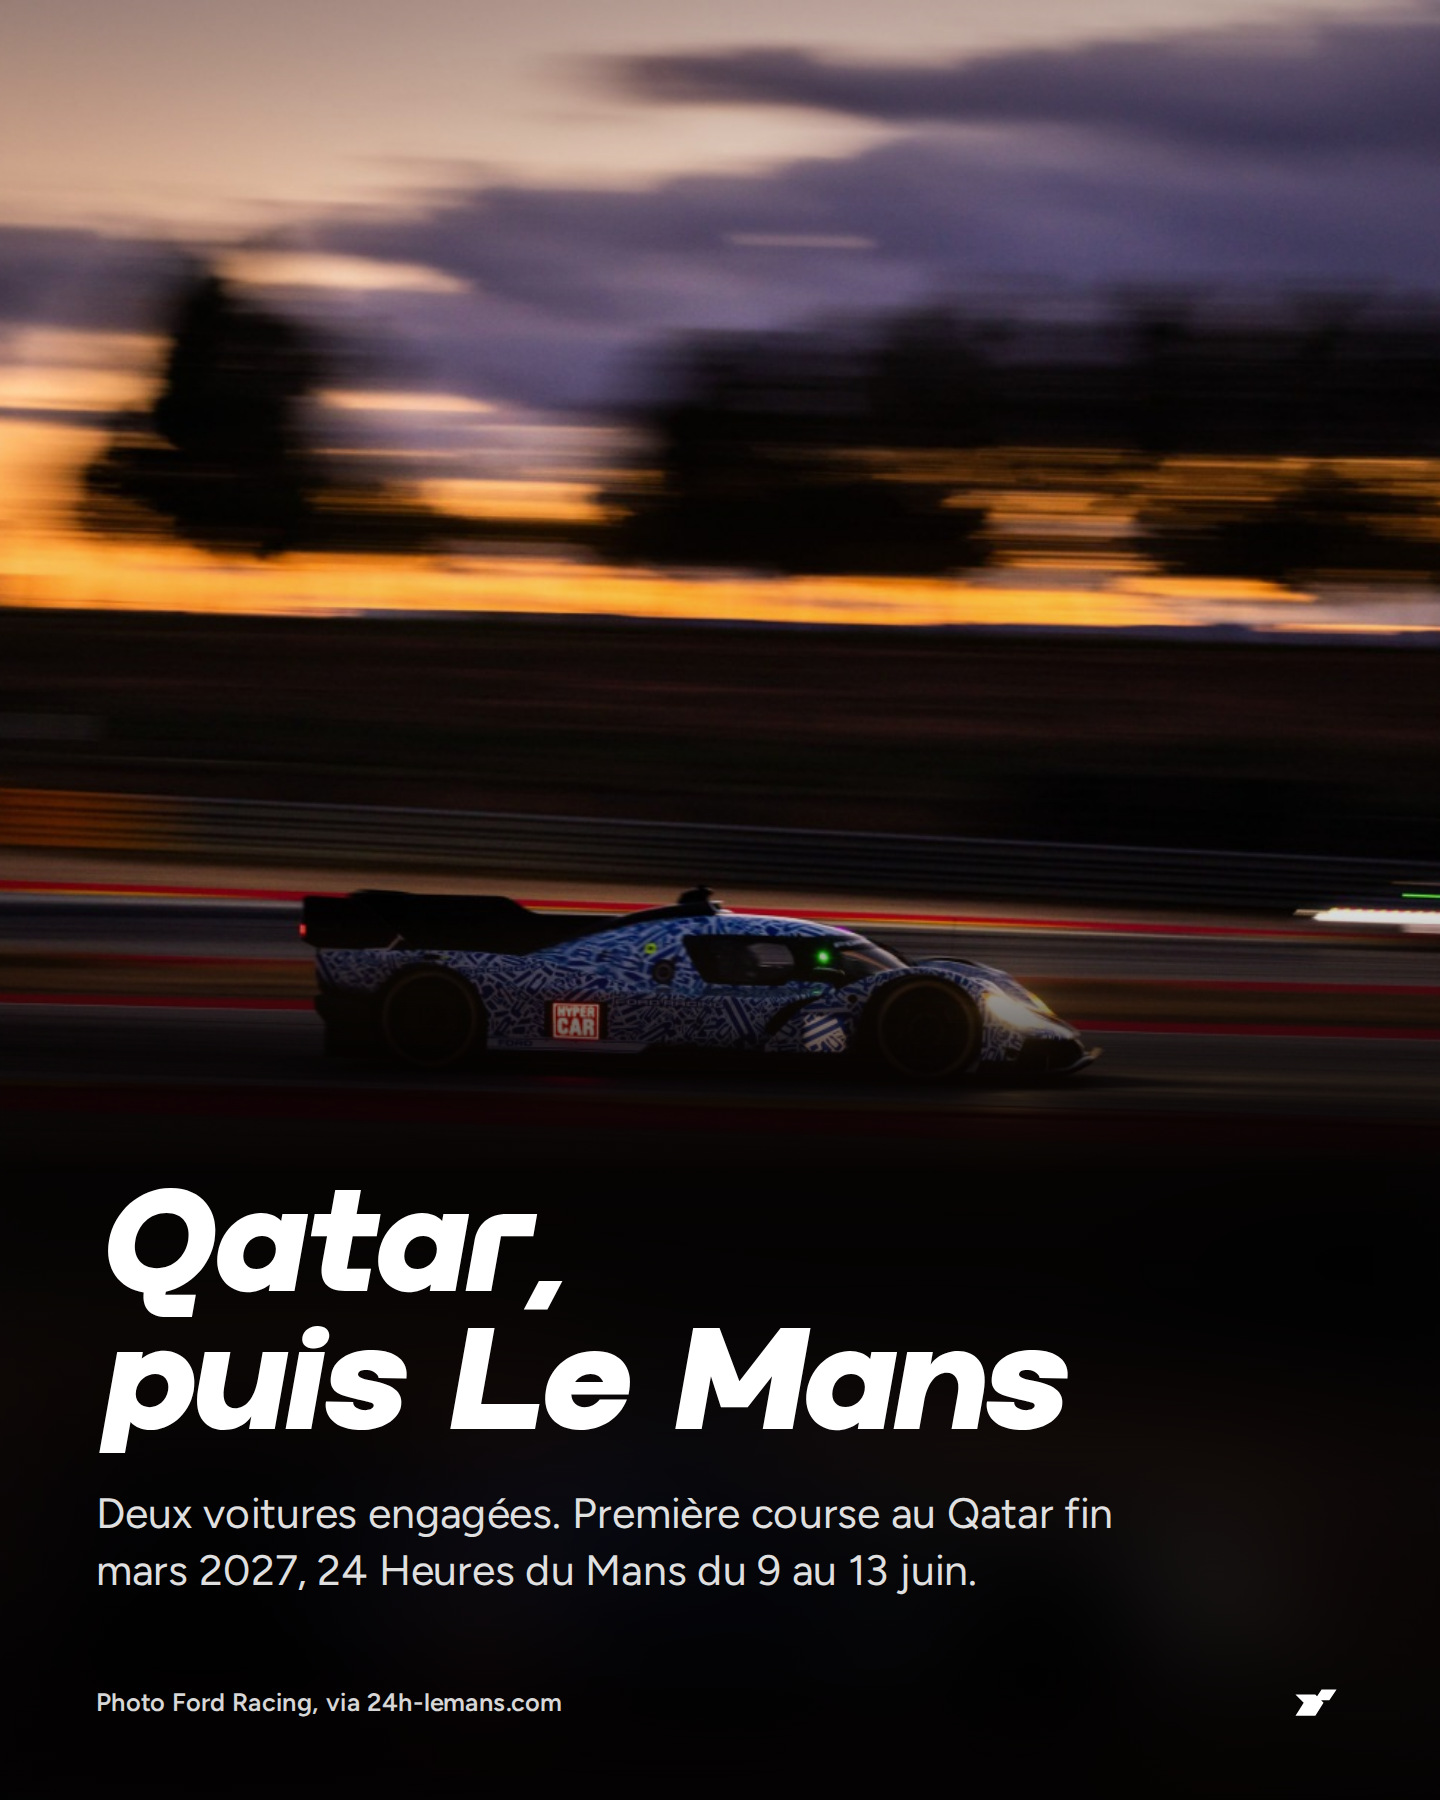 HYPER
CAR
FORD
Qatar,
puis Le Mans
Deux voitures engagées. Première course au Qatar fin
mars 2027, 24 Heures du Mans du 9 au 13 juin.
Photo Ford Racing, via 24h-lemans.com